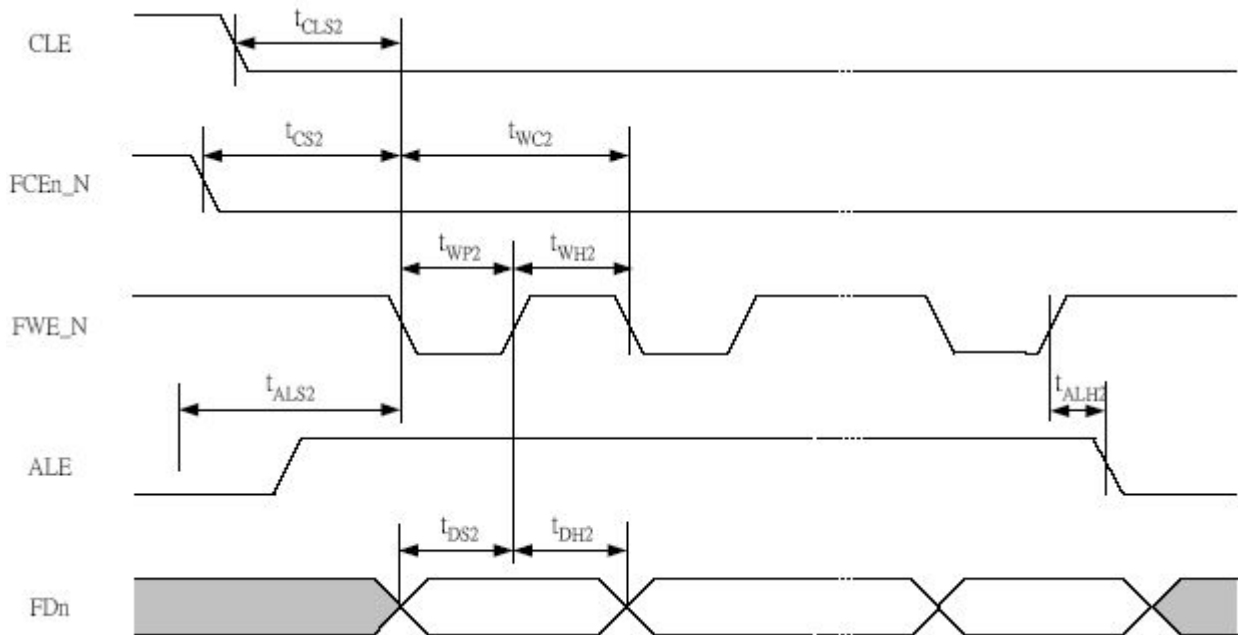 CLE
tCLS2
FCEn_N
tCS2
tWC2
FWE_N
tWP2
tWH2
tALS2
tALH2
ALE
tDS2
tDH2
FDn